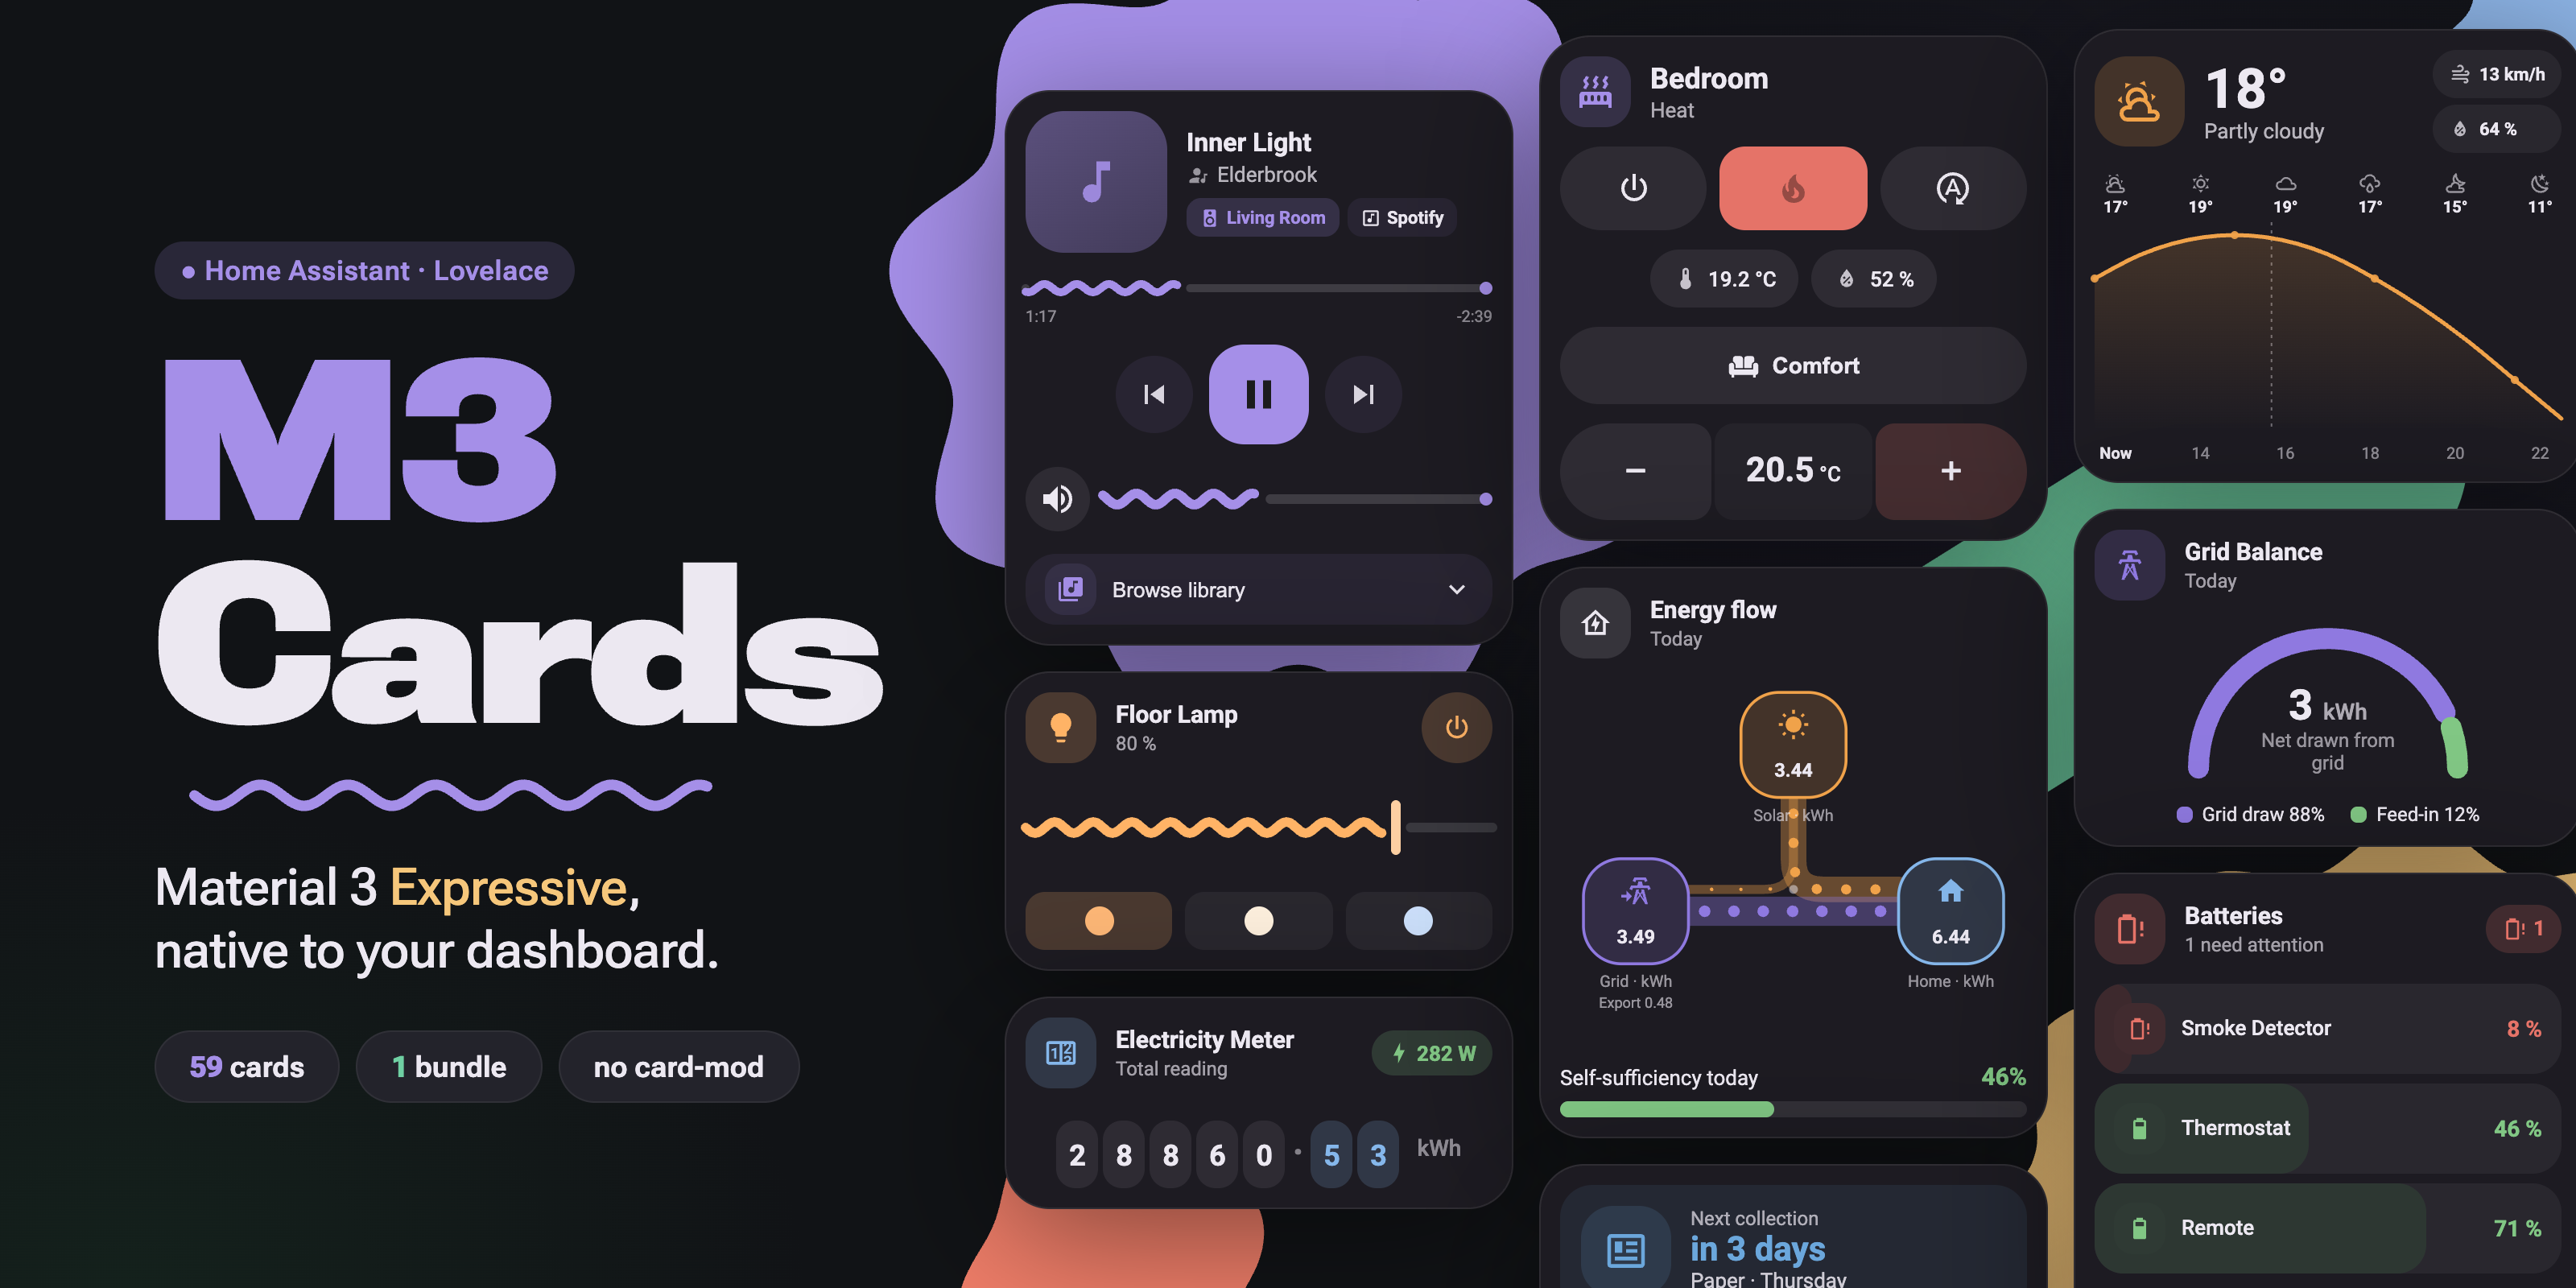 Home Assistant · Lovelace
M3
Cards
Material 3 Expressive,
native to your dashboard.
59 cards
1 bundle
no card-mod
Inner Light
Elderbrook
Living Room
Spotify
1:17
-2:39
Browse library
Floor Lamp
80 %
Electricity Meter
Total reading
282 W
2 8 8 6 0 · 5 3 kWh
Bedroom
Heat
19.2 °C
52 %
Comfort
− 20.5 °C +
Energy flow
Today
3.44
Solar · kWh
3.49
Grid · kWh
Export 0.48
6.44
Home · kWh
Self-sufficiency today
46%
Next collection
in 3 days
Paper · Thursday
18°
Partly cloudy
13 km/h
64 %
17° 19° 19° 17° 15° 11°
Now 14 16 18 20 22
Grid Balance
Today
3 kWh
Net drawn from
grid
Grid draw 88%
Feed-in 12%
Batteries
1 need attention
1
Smoke Detector
8 %
Thermostat
46 %
Remote
71 %